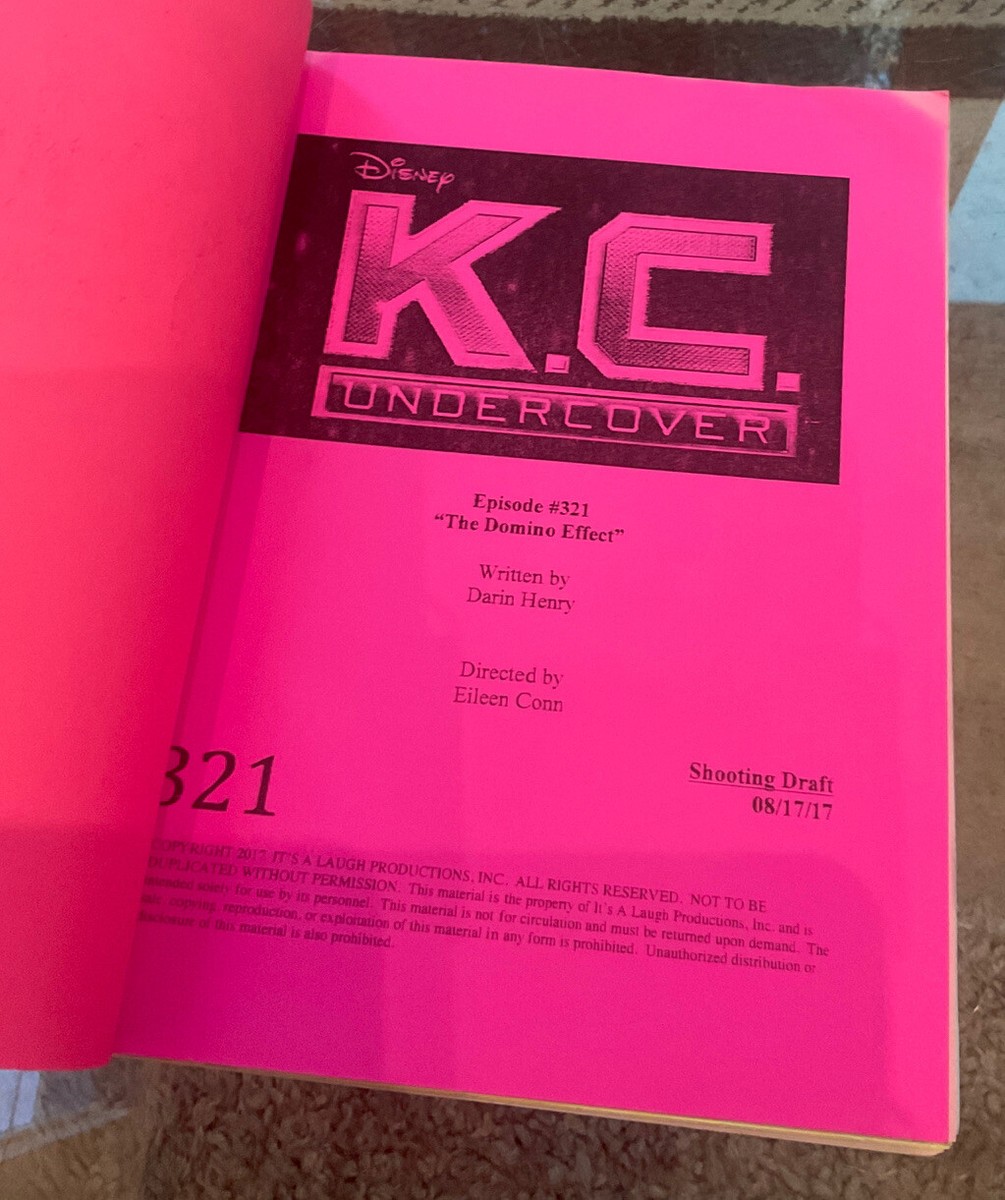 Disney
K.C.
UNDERCOVER
Episode #321
“The Domino Effect”
Written by
Darin Henry
Directed by
Eileen Conn
321
Shooting Draft
08/17/17
COPYRIGHT 2017 IT'S A LAUGH PRODUCTIONS, INC. ALL RIGHTS RESERVED. NOT TO BE
DUPLICATED WITHOUT PERMISSION. This material is the property of It's A Laugh Productions, Inc. and is
intended solely for use by its personnel. This material is not for circulation and must be returned upon demand. The
copying, reproduction, or exploitation of this material in any form is prohibited. Unauthorized distribution or
disclosure of this material is also prohibited.